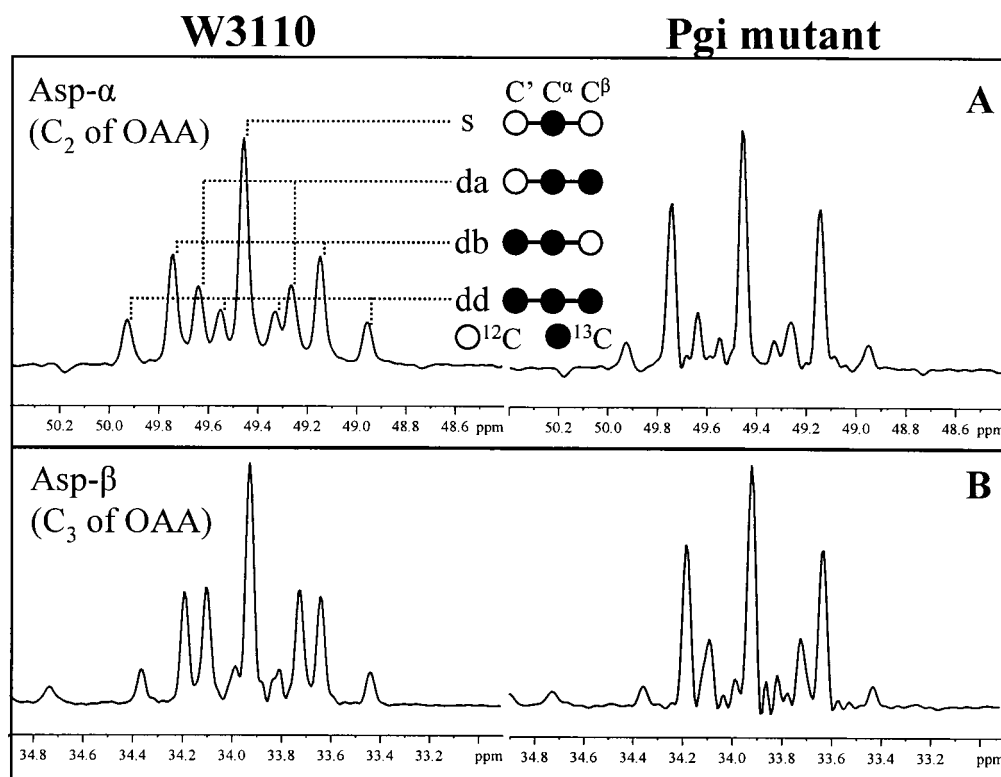 W3110 Pgi mutant
Asp-α
(C₂ of OAA)
C' Cᵅ Cᵝ
A
s
da
db
dd
¹²C ¹³C
50.2 50.0 49.8 49.6 49.4 49.2 49.0 48.8 48.6 ppm
50.2 50.0 49.8 49.6 49.4 49.2 49.0 48.8 48.6 ppm
Asp-β
(C₃ of OAA)
B
34.8 34.6 34.4 34.2 34.0 33.8 33.6 33.4 33.2 ppm
34.8 34.6 34.4 34.2 34.0 33.8 33.6 33.4 33.2 ppm